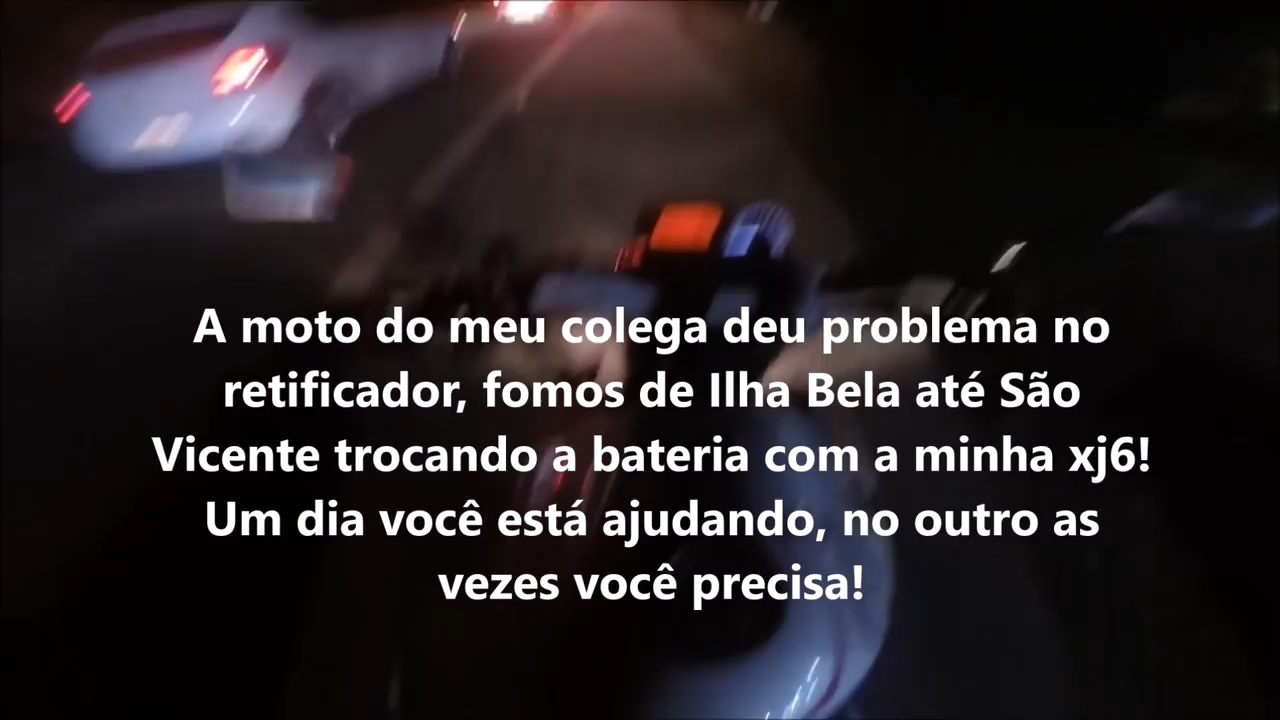 A moto do meu colega deu problema no
retificador, fomos de Ilha Bela até São
Vicente trocando a bateria com a minha xj6!
Um dia você está ajudando, no outro as
vezes você precisa!